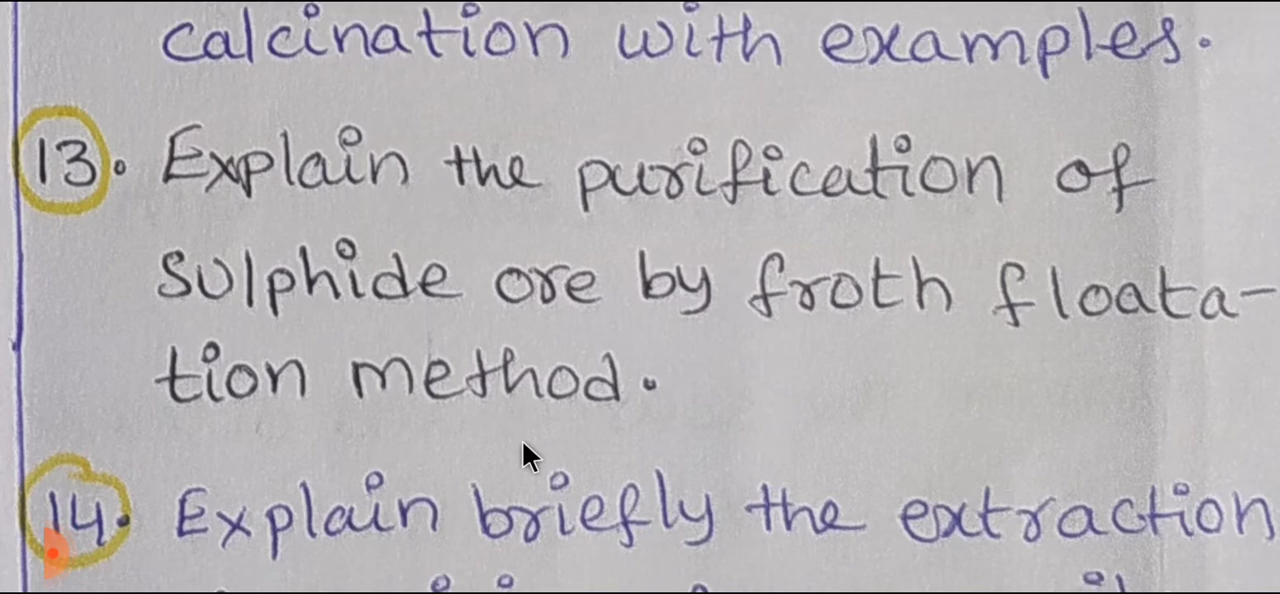 calcination with examples.
13. Explain the purification of
sulphide ore by froth floata-
tion method.
14. Explain briefly the extraction